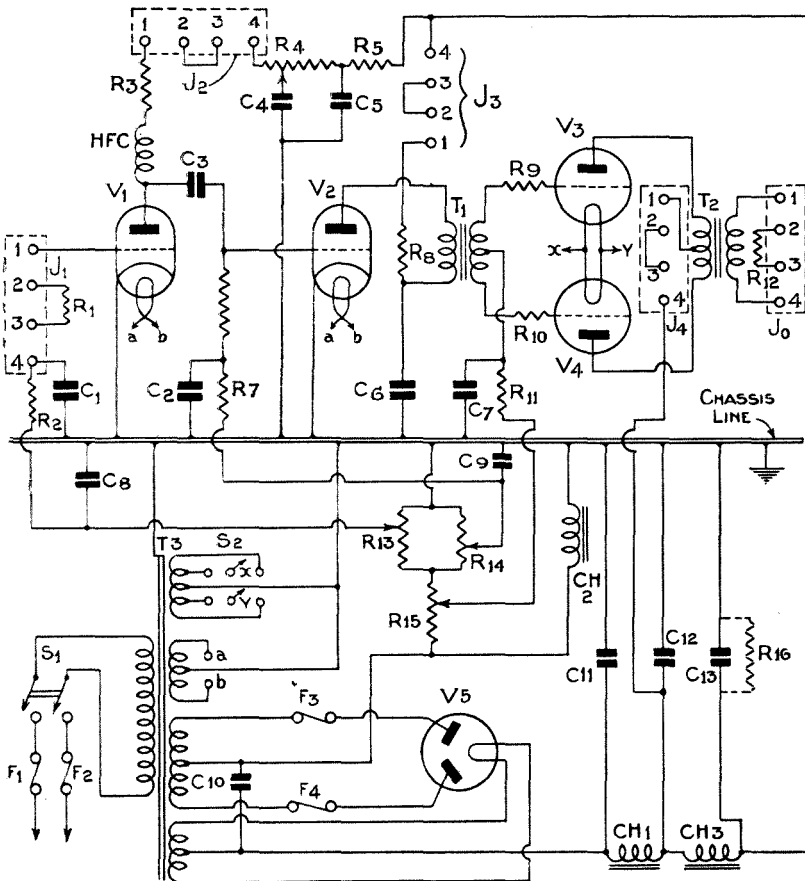 1 2 3 4
R3
J2
R4
R5
C4
C5
4
3
2
1
J3
HFC
C3
V1
V2
V3
R9
T1
R8
X Y
1
2
3
4
T2
1
2
3
4
R12
J4
J0
1
2
3
4
J1
R1
a b
a b
R10
V4
R2
C1
C2
R7
C6
C7
R11
CHASSIS
LINE
C8
C9
T3
S2
X
Y
R13
R14
CH
2
R15
S1
a
b
C11
C12
C13
R16
F3
V5
F1
F2
C10
F4
CH1
CH3